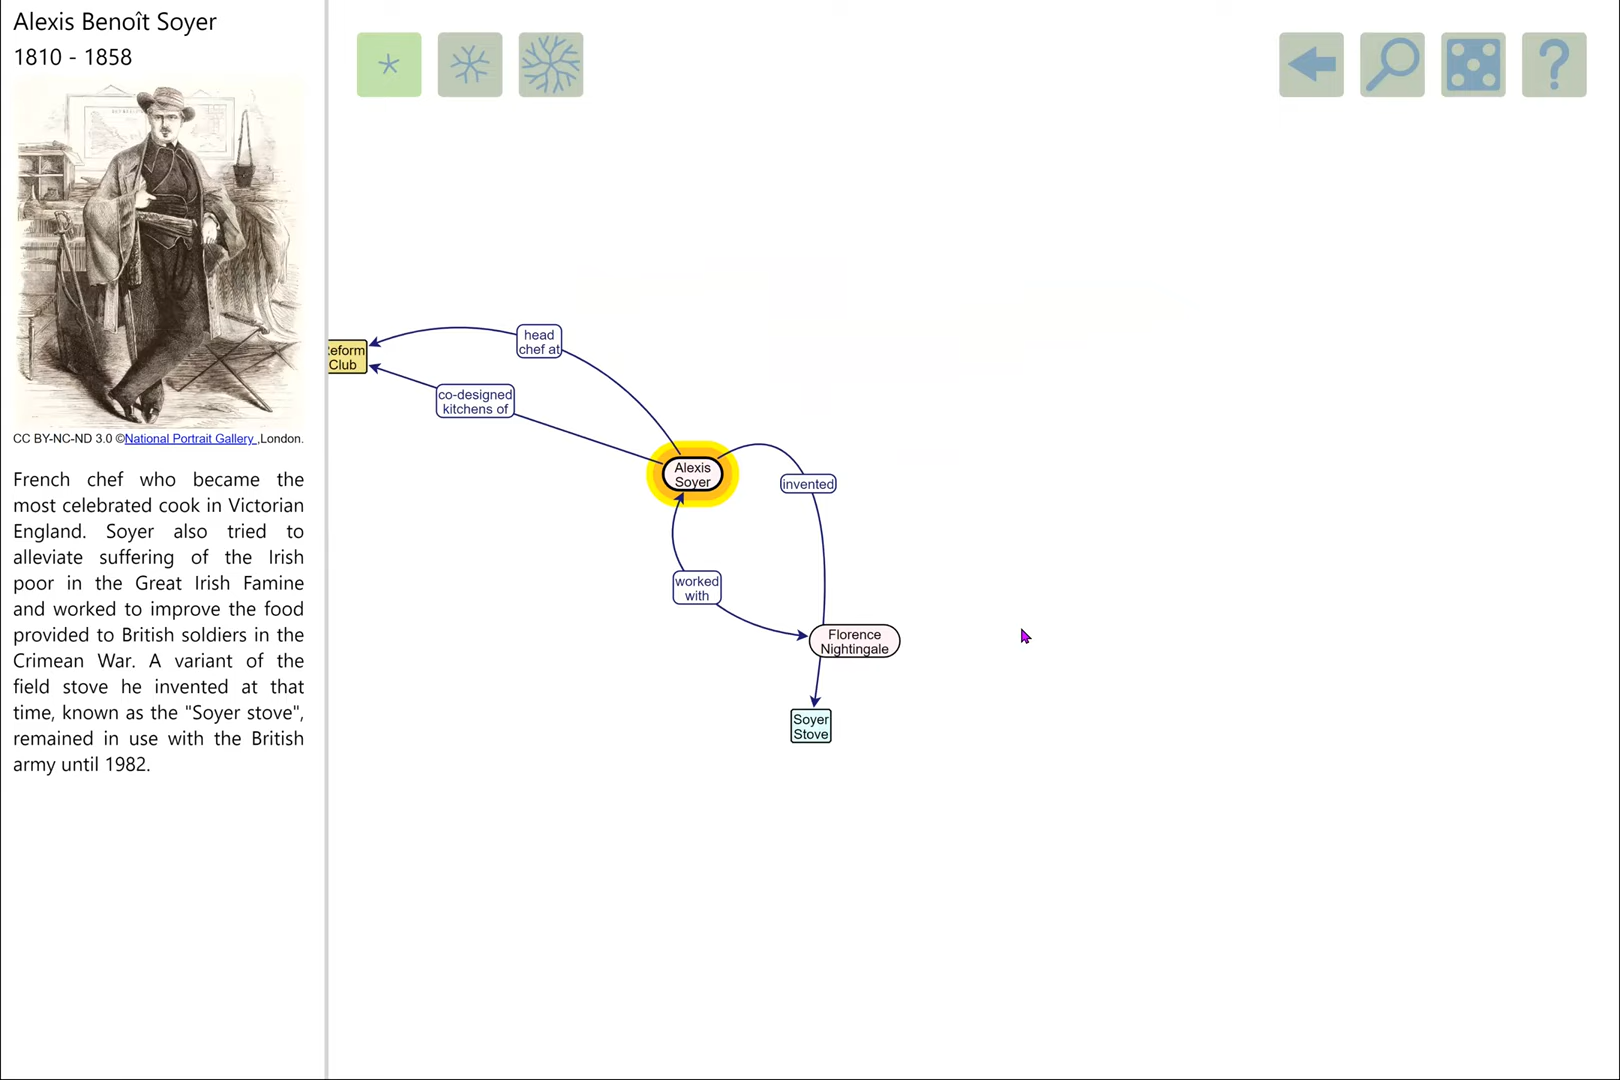 Alexis Benoît Soyer
1810 - 1858
CC BY-NC-ND 3.0 ©National Portrait Gallery ,London.
French chef who became the
most celebrated cook in Victorian
England. Soyer also tried to
alleviate suffering of the Irish
poor in the Great Irish Famine
and worked to improve the food
provided to British soldiers in the
Crimean War. A variant of the
field stove he invented at that
time, known as the "Soyer stove",
remained in use with the British
army until 1982.
head
chef at
eform
Club
co-designed
kitchens of
Alexis
Soyer
invented
worked
with
Florence
Nightingale
Soyer
Stove
?